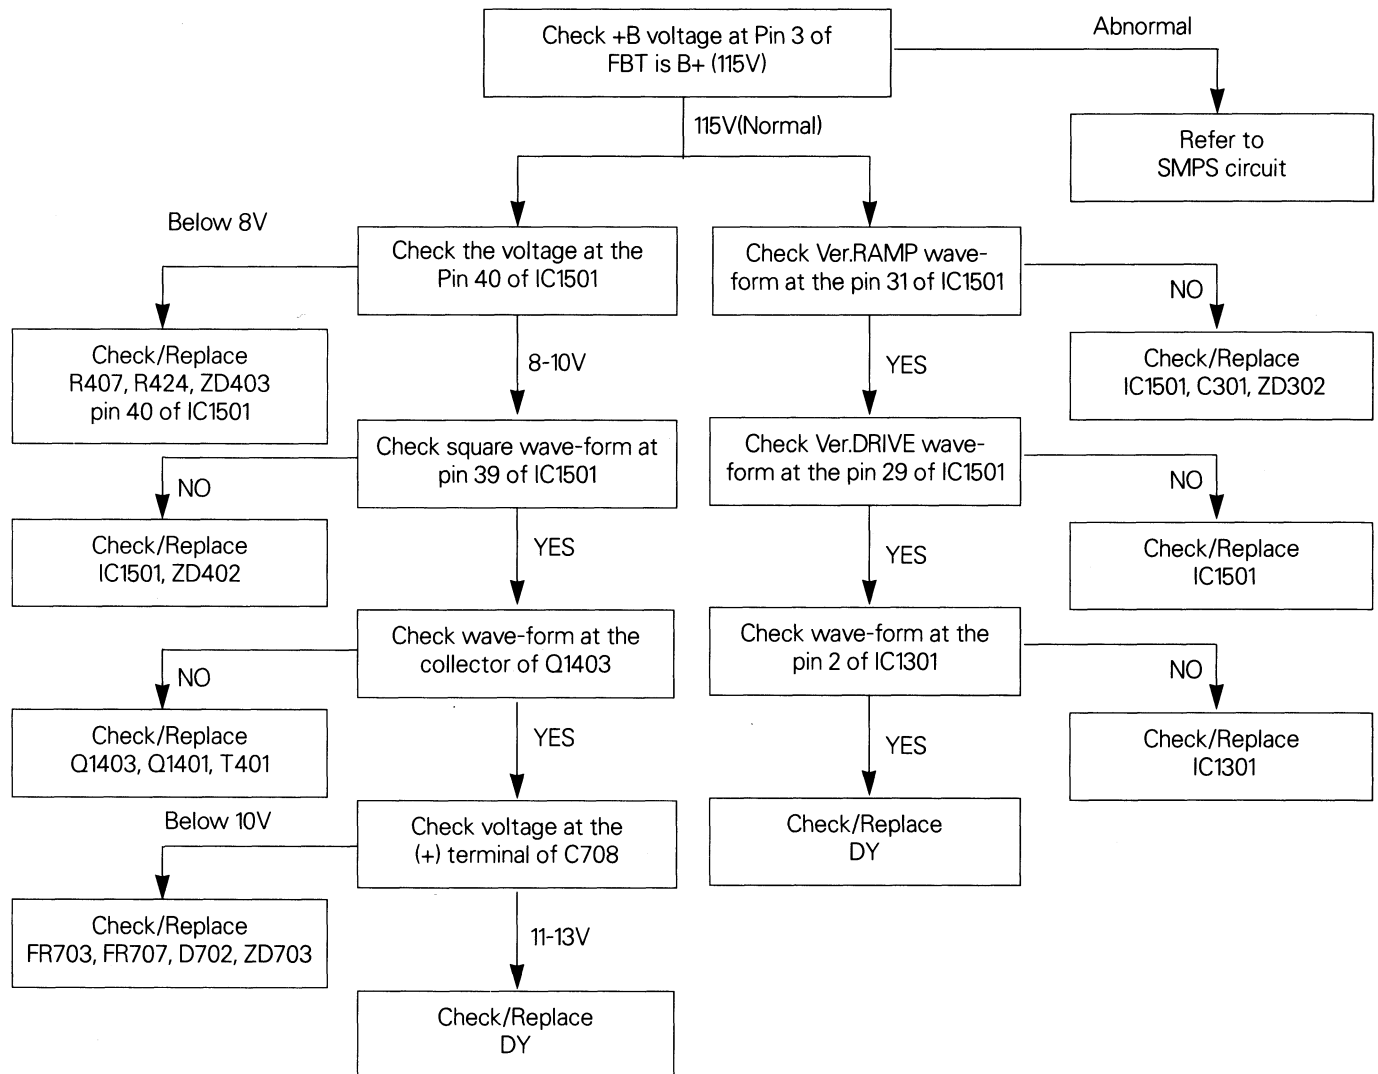 Check +B voltage at Pin 3 of
FBT is B+ (115V)
Abnormal
115V(Normal)
Refer to
SMPS circuit
Below 8V
Check the voltage at the
Pin 40 of IC1501
Check Ver.RAMP wave-
form at the pin 31 of IC1501
NO
Check/Replace
R407, R424, ZD403
pin 40 of IC1501
8-10V
YES
Check/Replace
IC1501, C301, ZD302
Check square wave-form at
pin 39 of IC1501
Check Ver.DRIVE wave-
form at the pin 29 of IC1501
NO
NO
Check/Replace
IC1501, ZD402
YES
YES
Check/Replace
IC1501
Check wave-form at the
collector of Q1403
Check wave-form at the
pin 2 of IC1301
NO
NO
Check/Replace
Q1403, Q1401, T401
YES
YES
Check/Replace
IC1301
Below 10V
Check voltage at the
(+) terminal of C708
Check/Replace
DY
Check/Replace
FR703, FR707, D702, ZD703
11-13V
Check/Replace
DY